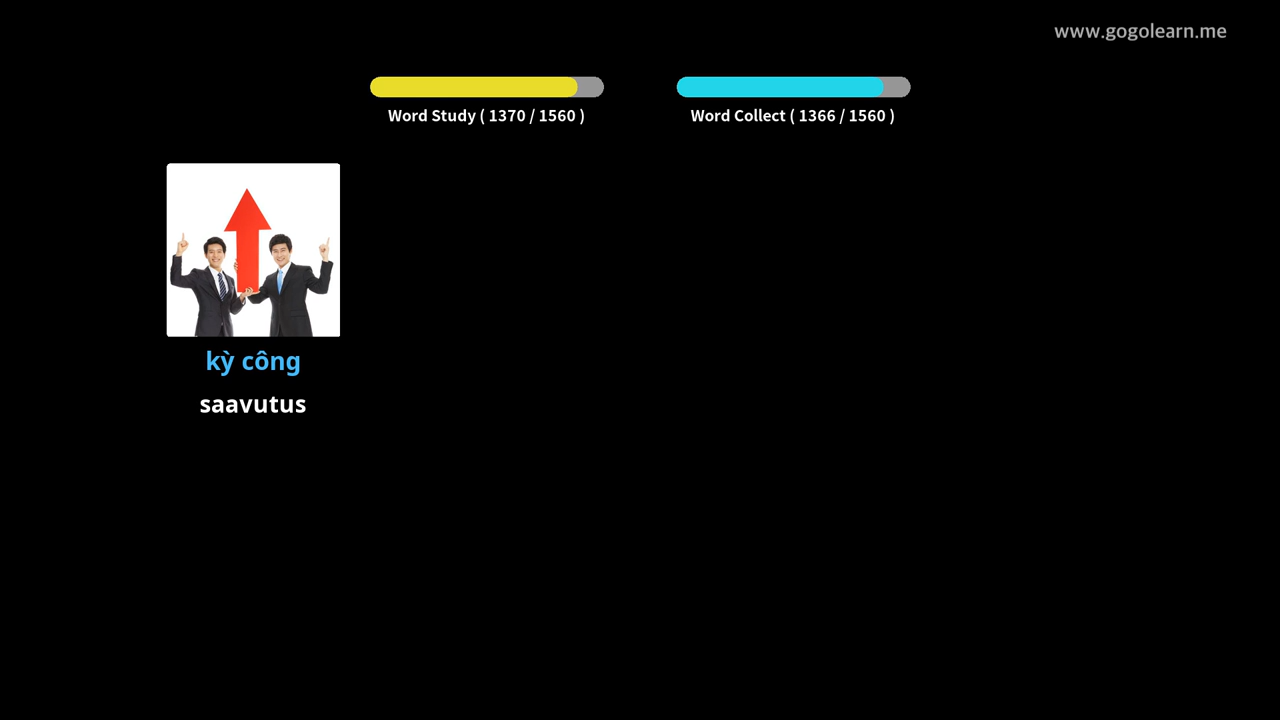 www.gogolearn.me
Word Study ( 1370 / 1560 )
Word Collect ( 1366 / 1560 )
kỳ công
saavutus